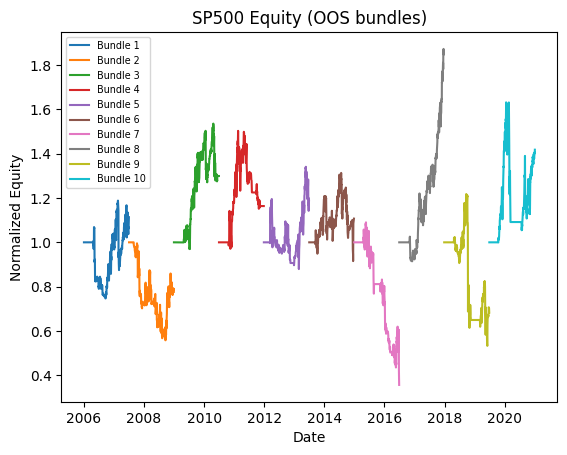 SP500 Equity (OOS bundles)
Bundle 1
Bundle 2
Bundle 3
Bundle 4
Bundle 5
Bundle 6
Bundle 7
Bundle 8
Bundle 9
Bundle 10
Normalized Equity
1.8
1.6
1.4
1.2
1.0
0.8
0.6
0.4
2006 2008 2010 2012 2014 2016 2018 2020
Date